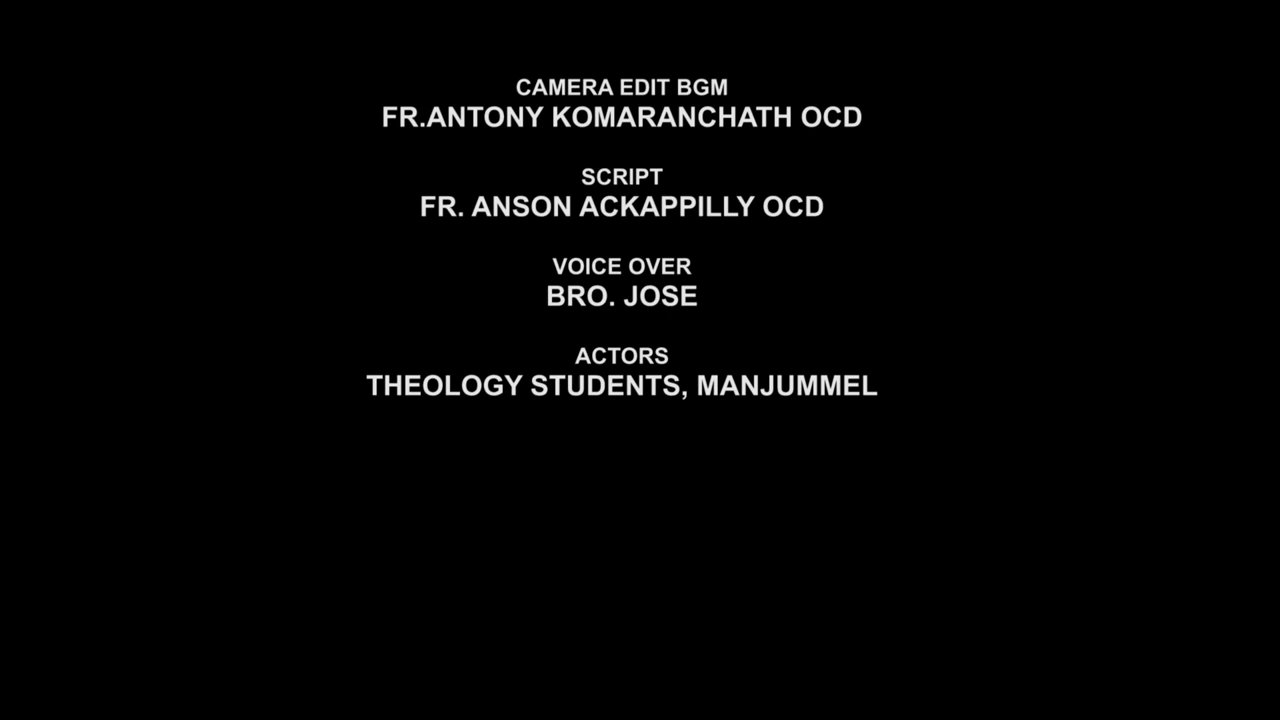 CAMERA EDIT BGM
FR.ANTONY KOMARANCHATH OCD
SCRIPT
FR. ANSON ACKAPPILLY OCD
VOICE OVER
BRO. JOSE
ACTORS
THEOLOGY STUDENTS, MANJUMMEL